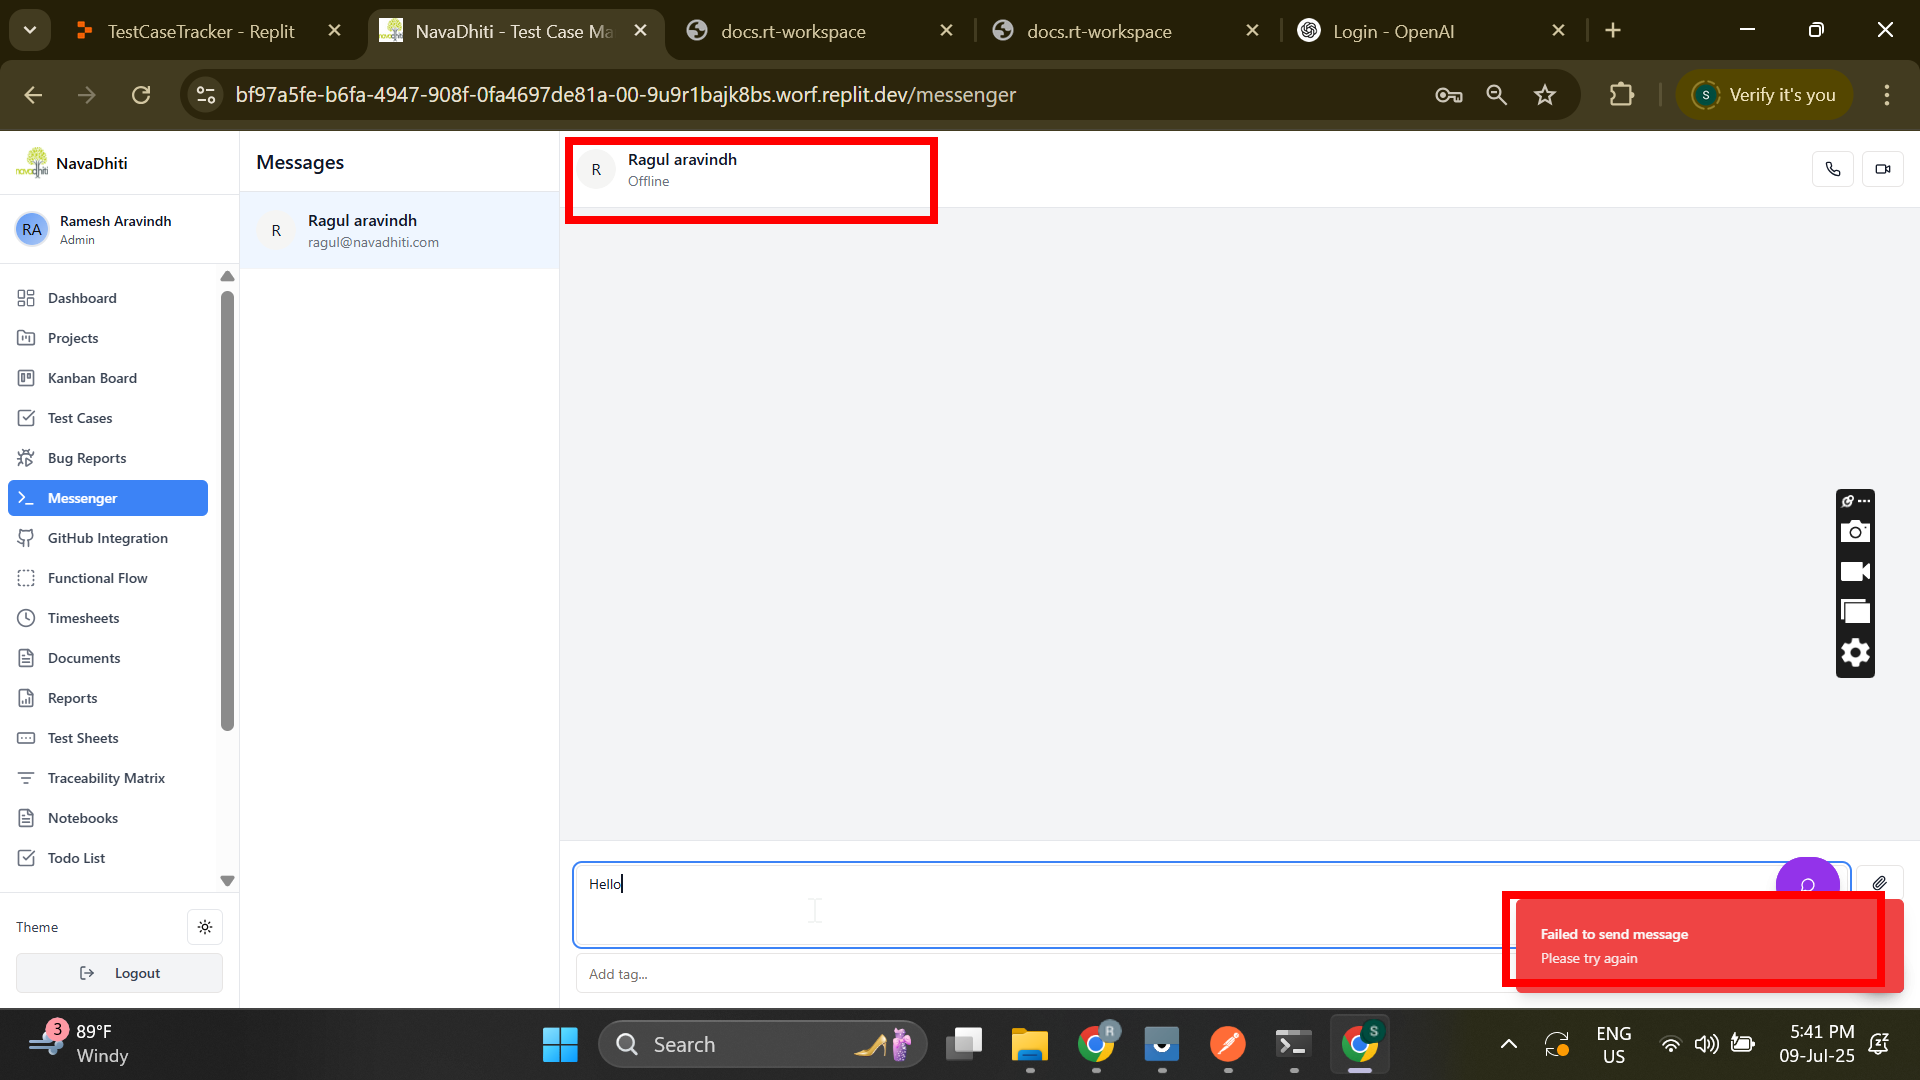 TestCaseTracker - Replit
NavaDhiti - Test Case Ma
docs.rt-workspace
docs.rt-workspace
Login - OpenAI
bf97a5fe-b6fa-4947-908f-0fa4697de81a-00-9u9r1bajk8bs.worf.replit.dev/messenger
S
Verify it's you
navadhiti
NavaDhiti
RA
Ramesh Aravindh
Admin
Dashboard
Projects
Kanban Board
Test Cases
Bug Reports
Messenger
GitHub Integration
Functional Flow
Timesheets
Documents
Reports
Test Sheets
Traceability Matrix
Notebooks
Todo List
Theme
Logout
Messages
R
Ragul aravindh
ragul@navadhiti.com
R
Ragul aravindh
Offline
Hello
Add tag...
Failed to send message
Please try again
3
89°F
Windy
Search
R
S
ENG
US
5:41 PM
09-Jul-25